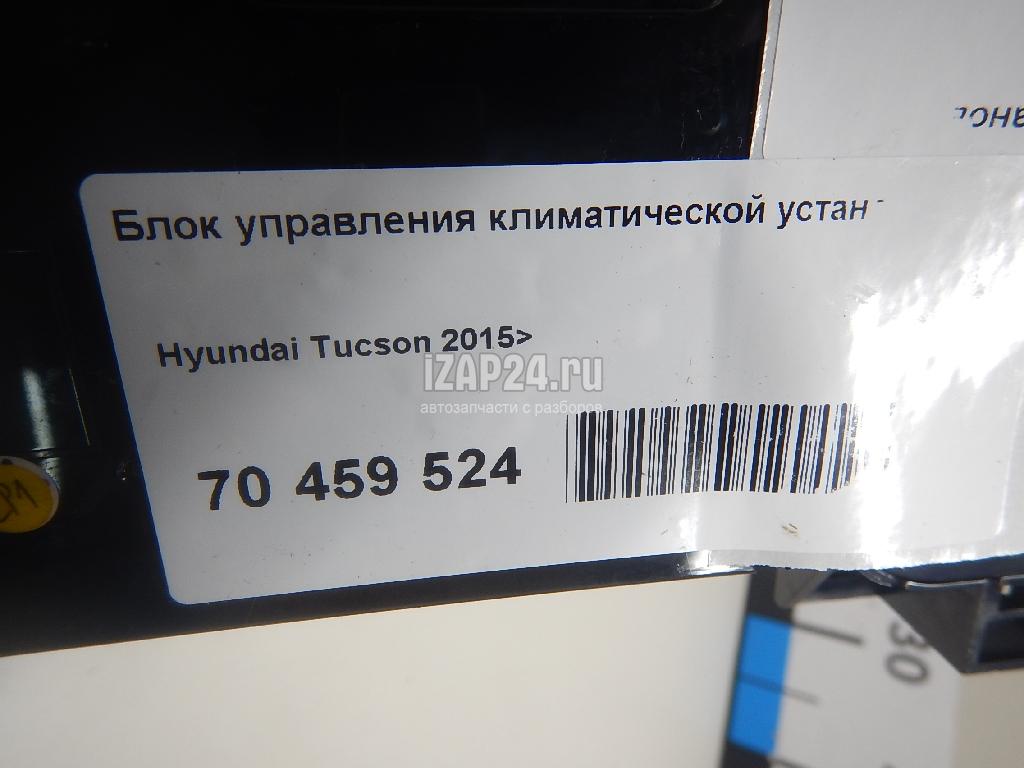 Блок управления климатической устан
Hyundai Tucson 2015>
iZAP24.ru
автозапчасти с разборов
70 459 524
30